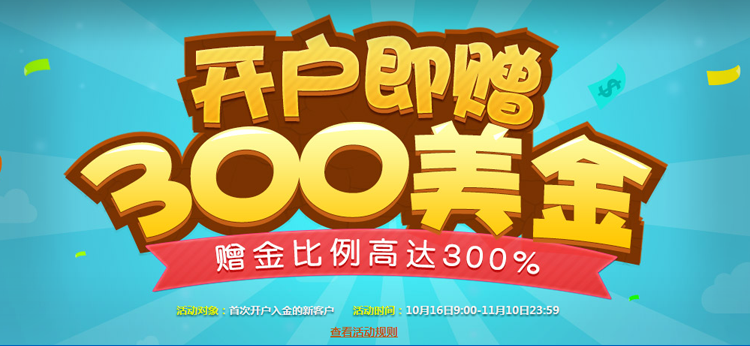 开户即赠
300美金
赠金比例高达300%
活动对象：首次开户入金的新客户 活动时间：10月16日9:00-11月10日23:59
查看活动规则